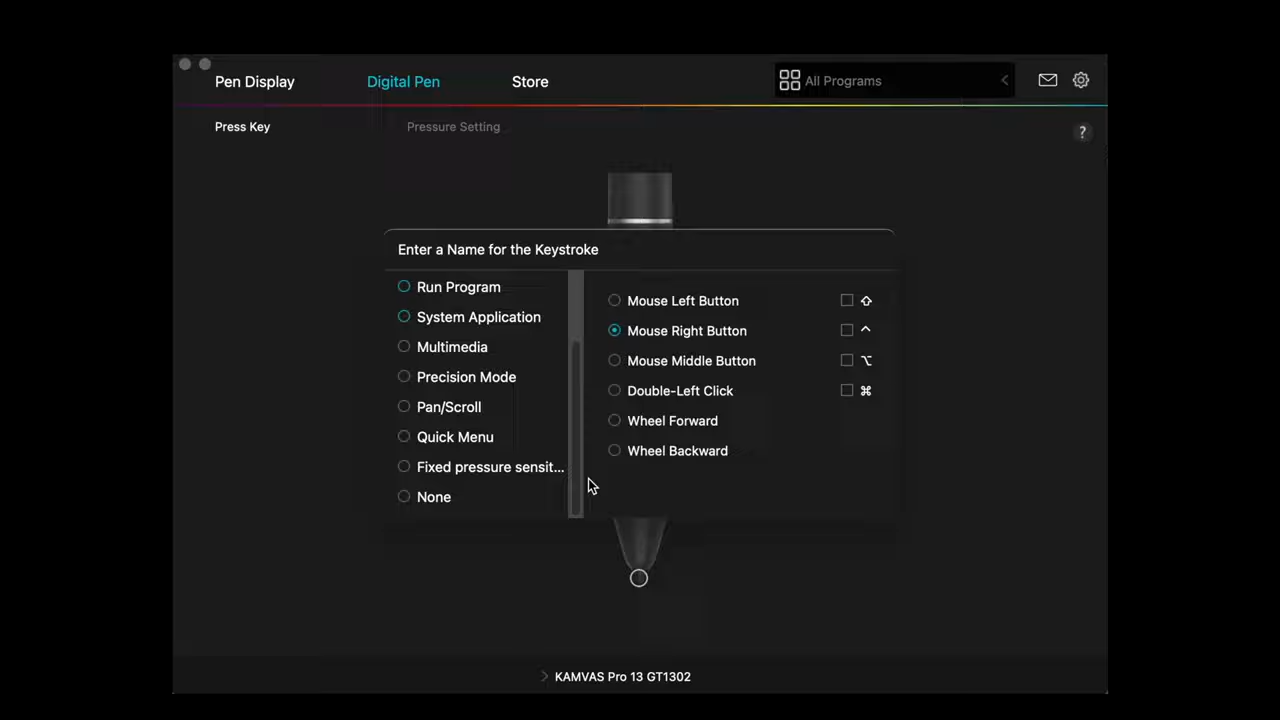 Pen Display
Digital Pen
Store
All Programs
Press Key
Pressure Setting
?
Enter a Name for the Keystroke
Run Program
System Application
Multimedia
Precision Mode
Pan/Scroll
Quick Menu
Fixed pressure sensit...
None
Mouse Left Button ⇧
Mouse Right Button ^
Mouse Middle Button ⌥
Double-Left Click ⌘
Wheel Forward
Wheel Backward
KAMVAS Pro 13 GT1302